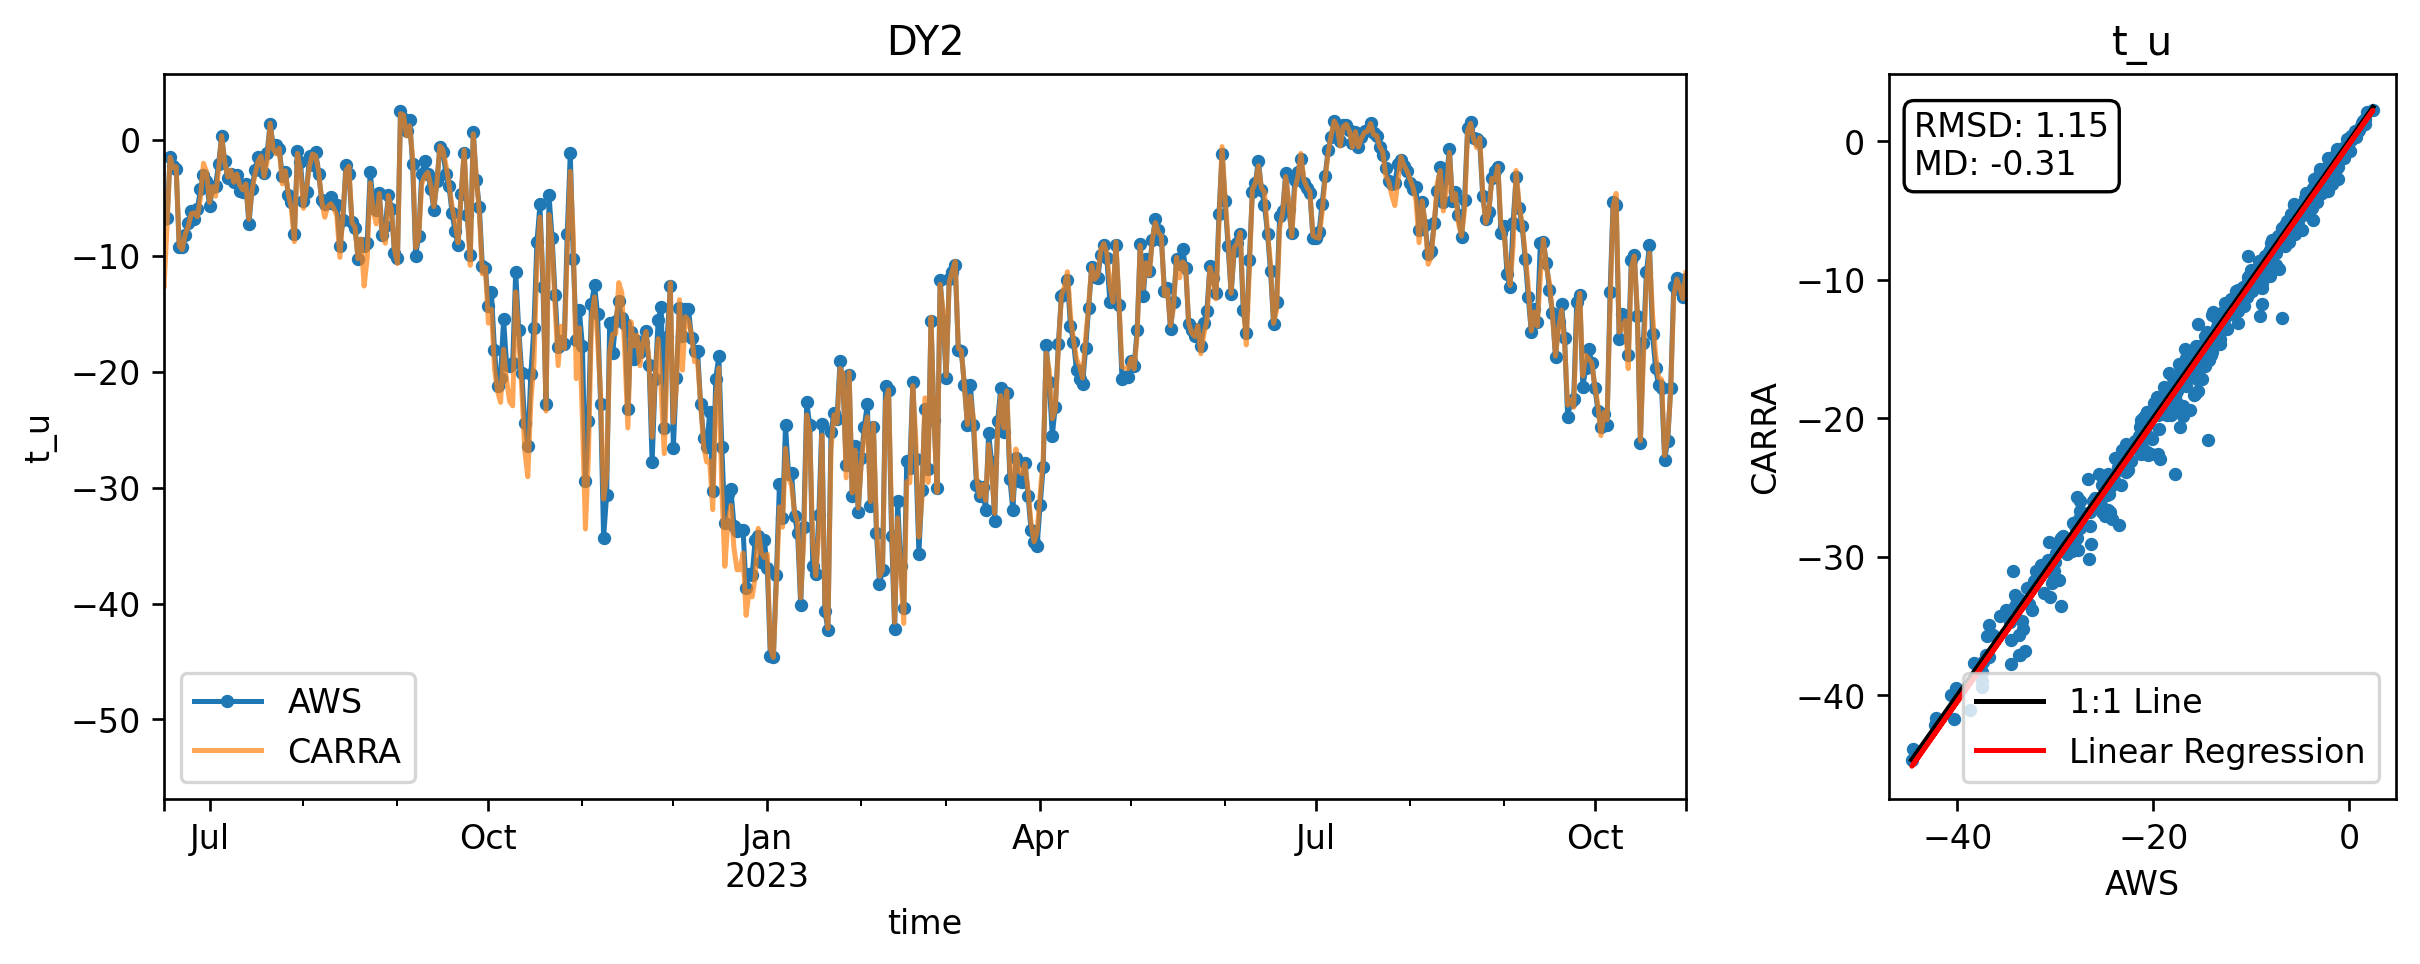 DY2
t_u
0
−10
−20
−30
−40
−50
AWS
CARRA
Jul
Oct
Jan
2023
Apr
Jul
Oct
time
t_u
RMSD: 1.15
MD: -0.31
CARRA
0
−10
−20
−30
−40
1:1 Line
Linear Regression
−40
−20
0
AWS